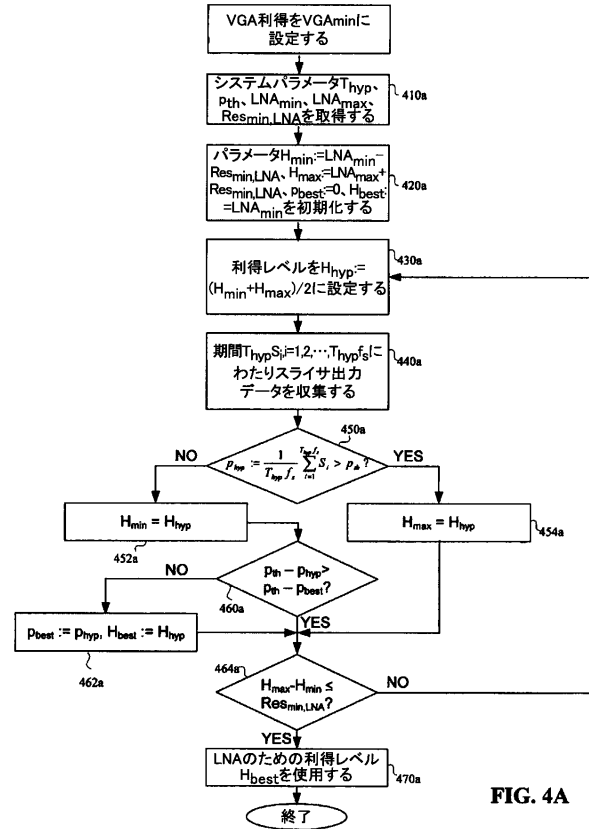 VGA利得をVGAminに
設定する
システムパラメータThyp、
pth、LNAmin、LNAmax、
Resmin,LNAを取得する
410a
パラメータHmin:=LNAmin−
Resmin,LNA、Hmax:=LNAmax+
Resmin,LNA、pbest:=0、Hbest:
=LNAminを初期化する
420a
利得レベルをHhyp:=
(Hmin+Hmax)/2に設定する
430a
期間ThypSi,i=1,2,⋯,Thypfsに
わたりスライサ出力
データを収集する
440a
450a
NO
phyp := 1/(Thyp fs) ∑_{i=1}^{Thyp fs} Si > pth ?
YES
Hmin = Hhyp
452a
Hmax = Hhyp
454a
NO
pth − phyp>
pth − pbest?
460a
YES
pbest := phyp, Hbest := Hhyp
462a
464a
Hmax-Hmin ≤
Resmin,LNA?
NO
YES
LNAのための利得レベル
Hbestを使用する
470a
終了
FIG. 4A